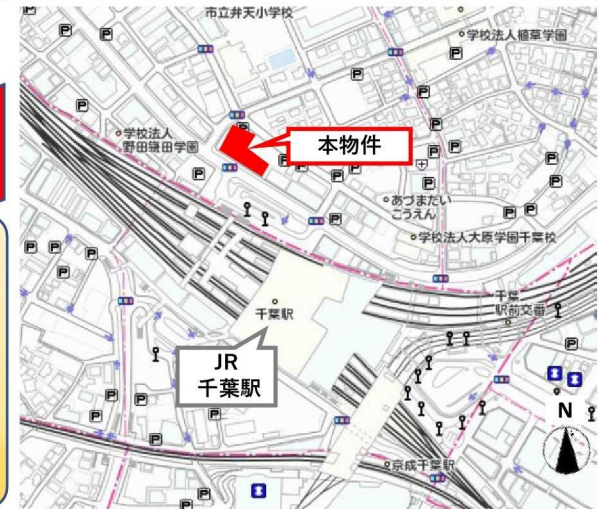 市立弁天小学校
学校法人植草学園
学校法人
野田鎌田学園
本物件
あづまだい
こうえん
学校法人大原学園千葉校
千葉駅
千葉
駅前交番
JR
千葉駅
N
京成千葉駅